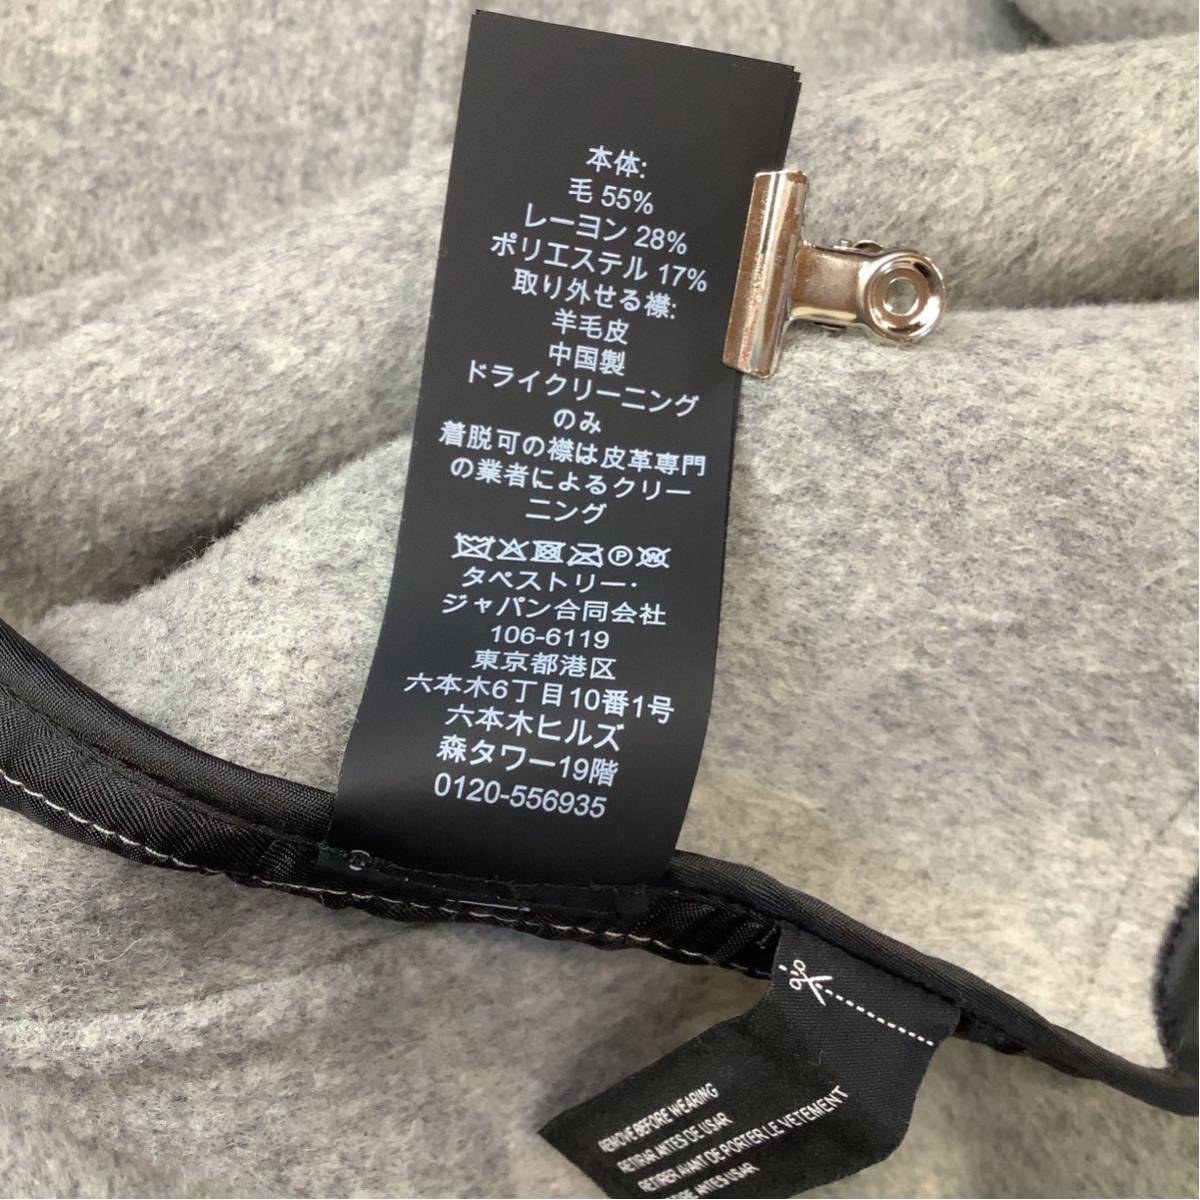 本体:
毛 55%
レーヨン 28%
ポリエステル 17%
取り外せる襟:
羊毛皮
中国製
ドライクリーニング
のみ
着脱可の襟は皮革専門
の業者によるクリー
ニング
P W
タペストリー・
ジャパン合同会社
106-6119
東京都港区
六本木6丁目10番1号
六本木ヒルズ
森タワー19階
0120-556935
REMOVE BEFORE WEARING
RETIRAR ANTES DE USAR
RETIRER AVANT DE PORTER LE VETEMENT
ANTES USAR